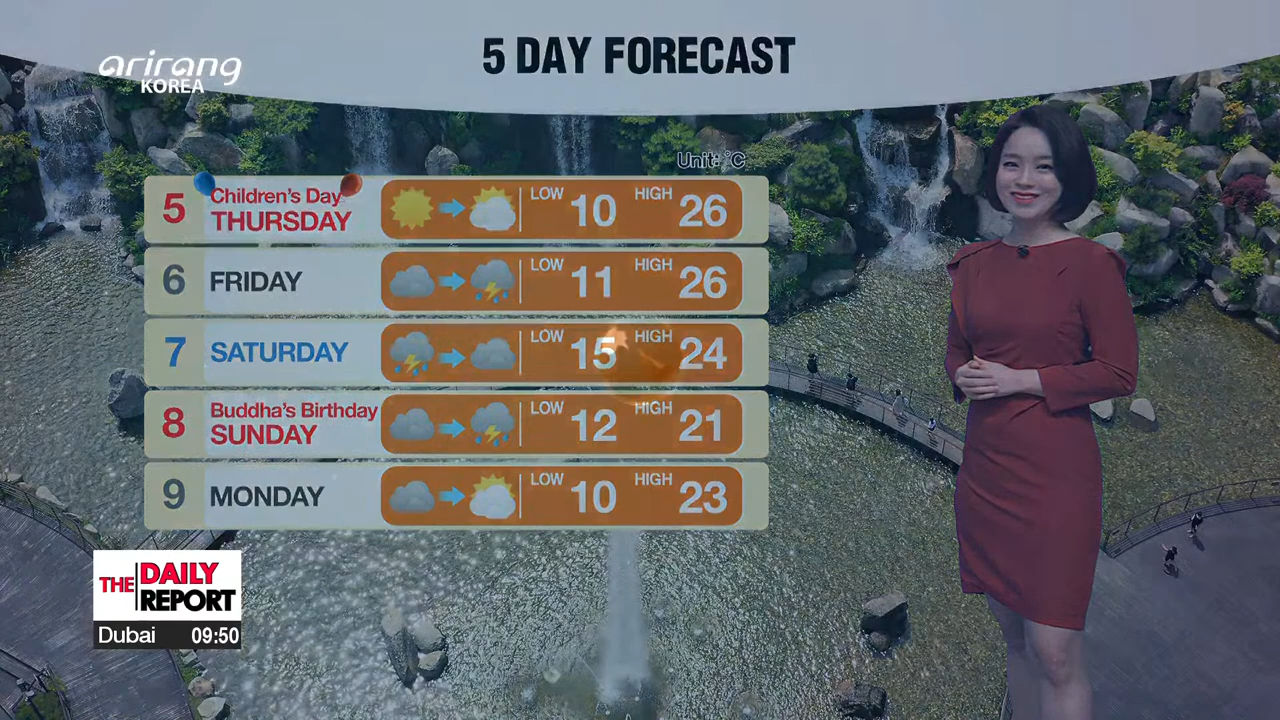 arirang
KOREA
5 DAY FORECAST
Unit: °C
5 Children's Day THURSDAY LOW 10 HIGH 26
6 FRIDAY LOW 11 HIGH 26
7 SATURDAY LOW 15 HIGH 24
8 Buddha's Birthday SUNDAY LOW 12 HIGH 21
9 MONDAY LOW 10 HIGH 23
THE DAILY REPORT
Dubai 09:50